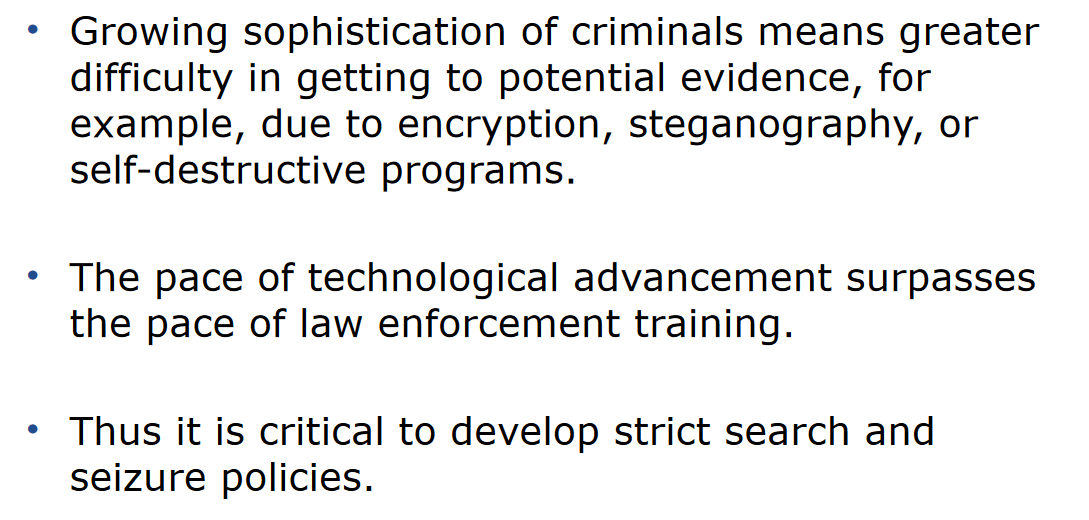 • Growing sophistication of criminals means greater
difficulty in getting to potential evidence, for
example, due to encryption, steganography, or
self-destructive programs.
• The pace of technological advancement surpasses
the pace of law enforcement training.
• Thus it is critical to develop strict search and
seizure policies.